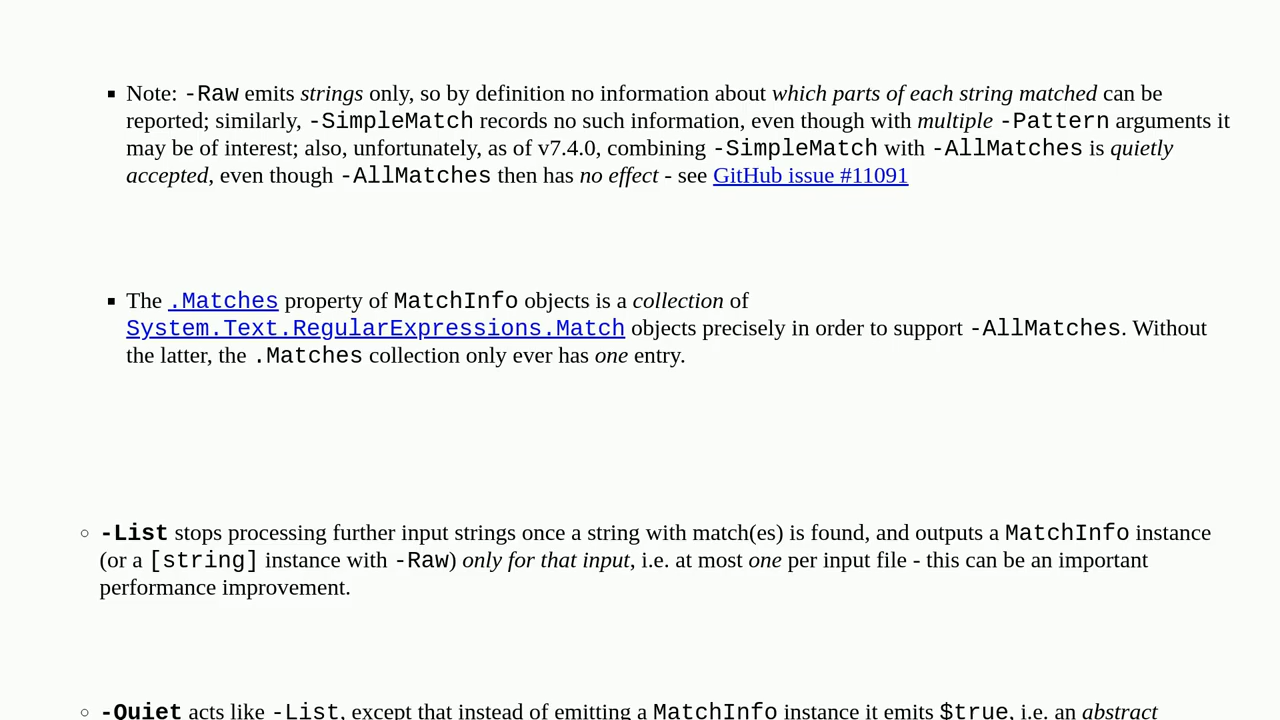 Note: -Raw emits strings only, so by definition no information about which parts of each string matched can be
reported; similarly, -SimpleMatch records no such information, even though with multiple -Pattern arguments it
may be of interest; also, unfortunately, as of v7.4.0, combining -SimpleMatch with -AllMatches is quietly
accepted, even though -AllMatches then has no effect - see GitHub issue #11091
The .Matches property of MatchInfo objects is a collection of
System.Text.RegularExpressions.Match objects precisely in order to support -AllMatches. Without
the latter, the .Matches collection only ever has one entry.
-List stops processing further input strings once a string with match(es) is found, and outputs a MatchInfo instance
(or a [string] instance with -Raw) only for that input, i.e. at most one per input file - this can be an important
performance improvement.
-Quiet acts like -List, except that instead of emitting a MatchInfo instance it emits $true, i.e. an abstract